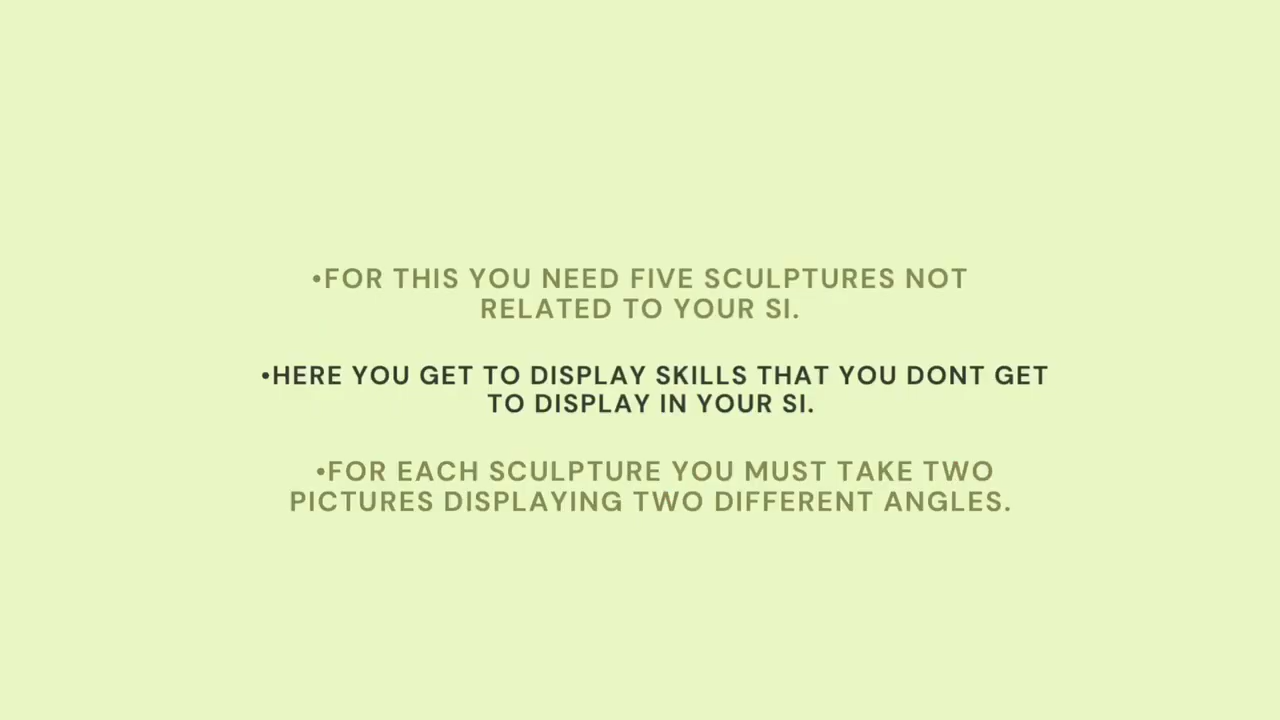 •FOR THIS YOU NEED FIVE SCULPTURES NOT
RELATED TO YOUR SI.
•HERE YOU GET TO DISPLAY SKILLS THAT YOU DONT GET
TO DISPLAY IN YOUR SI.
•FOR EACH SCULPTURE YOU MUST TAKE TWO
PICTURES DISPLAYING TWO DIFFERENT ANGLES.